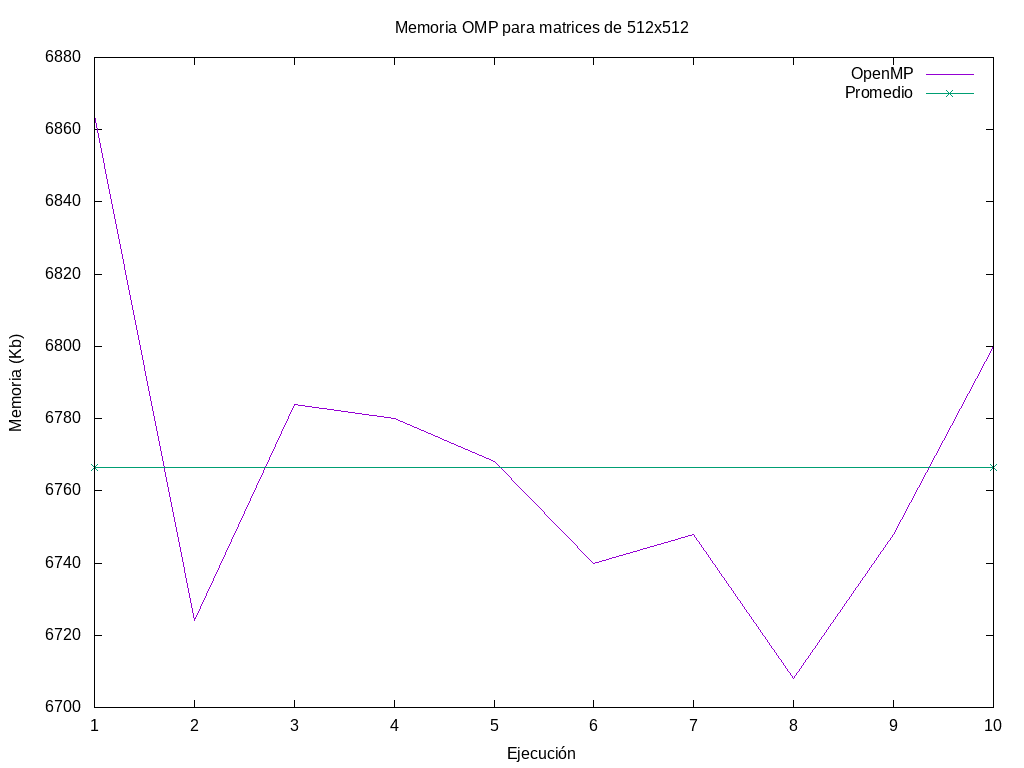 Memoria OMP para matrices de 512x512
OpenMP
Promedio
6880
6860
6840
6820
6800
6780
6760
6740
6720
6700
Memoria (Kb)
1 2 3 4 5 6 7 8 9 10
Ejecución